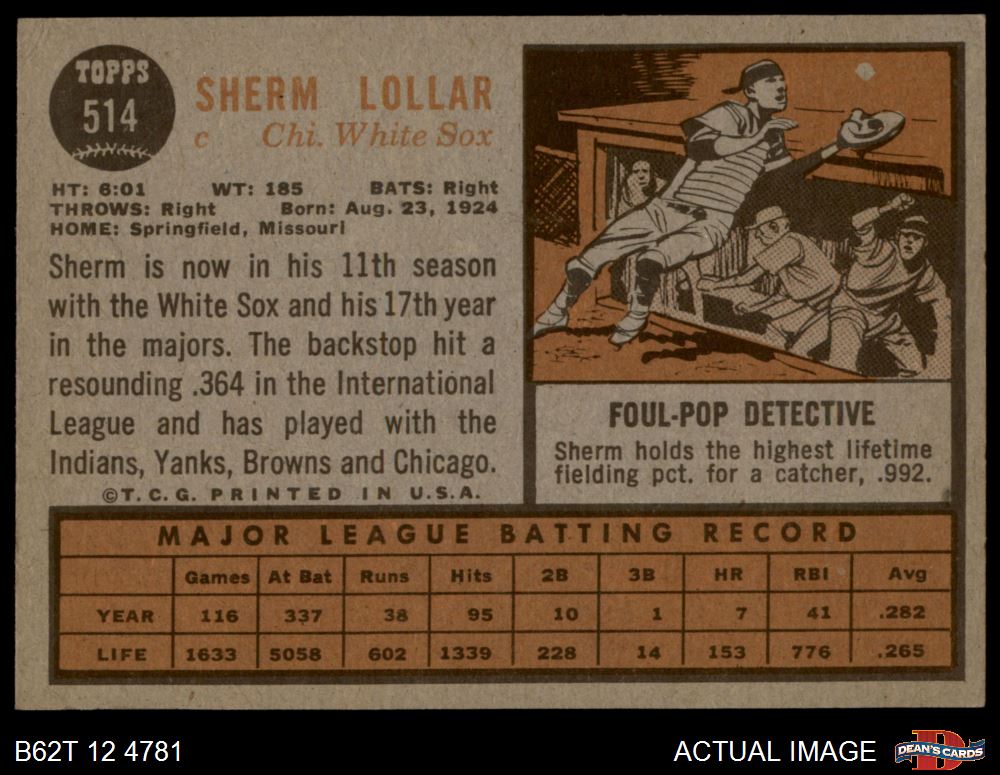 TOPPS
514
SHERM LOLLAR
c Chi. White Sox
HT: 6:01 WT: 185 BATS: Right
THROWS: Right Born: Aug. 23, 1924
HOME: Springfield, Missouri
Sherm is now in his 11th season
with the White Sox and his 17th year
in the majors. The backstop hit a
resounding .364 in the International
League and has played with the
Indians, Yanks, Browns and Chicago.
©T.C.G. PRINTED IN U.S.A.
FOUL-POP DETECTIVE
Sherm holds the highest lifetime
fielding pct. for a catcher, .992.
MAJOR LEAGUE BATTING RECORD
Games At Bat Runs Hits 2B 3B HR RBI Avg
YEAR 116 337 38 95 10 1 7 41 .282
LIFE 1633 5058 602 1339 228 14 153 776 .265
B62T 12 4781 ACTUAL IMAGE D DEAN'S CARDS